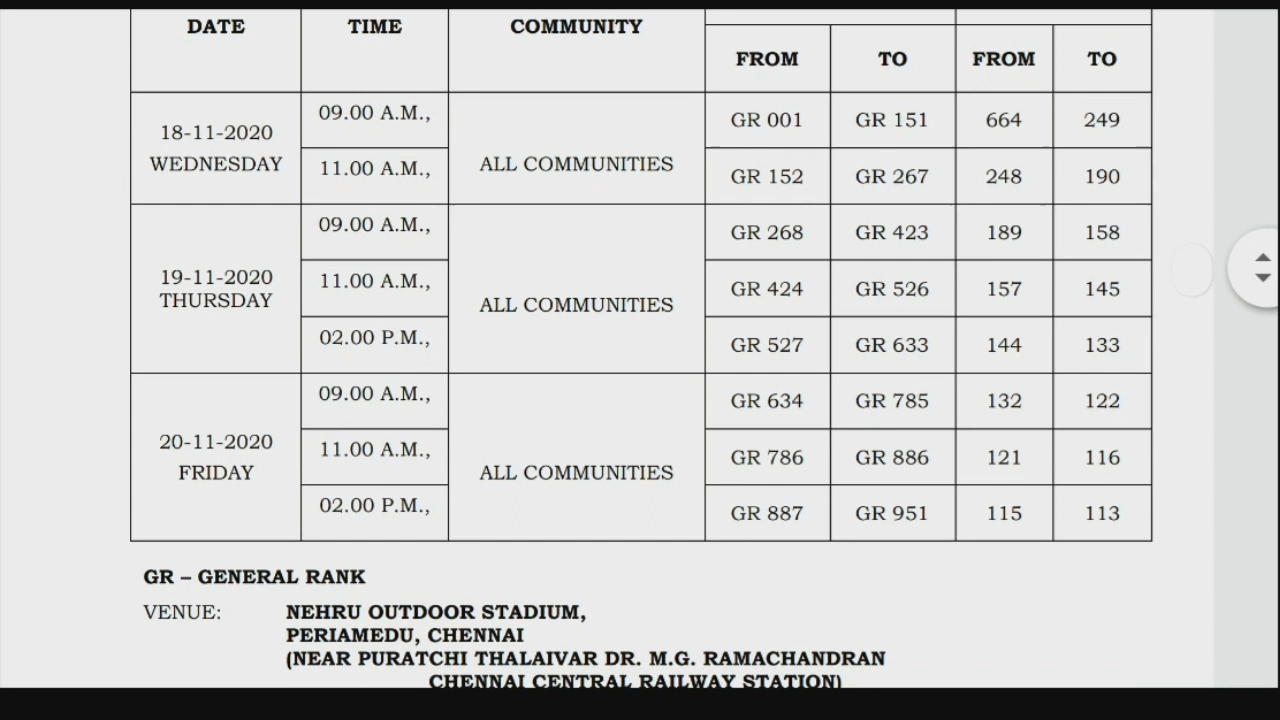 DATE TIME COMMUNITY
FROM TO FROM TO
18-11-2020 WEDNESDAY 09.00 A.M., ALL COMMUNITIES GR 001 GR 151 664 249
11.00 A.M., GR 152 GR 267 248 190
19-11-2020 THURSDAY 09.00 A.M., ALL COMMUNITIES GR 268 GR 423 189 158
11.00 A.M., GR 424 GR 526 157 145
02.00 P.M., GR 527 GR 633 144 133
20-11-2020 FRIDAY 09.00 A.M., ALL COMMUNITIES GR 634 GR 785 132 122
11.00 A.M., GR 786 GR 886 121 116
02.00 P.M., GR 887 GR 951 115 113
GR – GENERAL RANK
VENUE: NEHRU OUTDOOR STADIUM,
PERIAMEDU, CHENNAI
(NEAR PURATCHI THALAIVAR DR. M.G. RAMACHANDRAN
CHENNAI CENTRAL RAILWAY STATION)